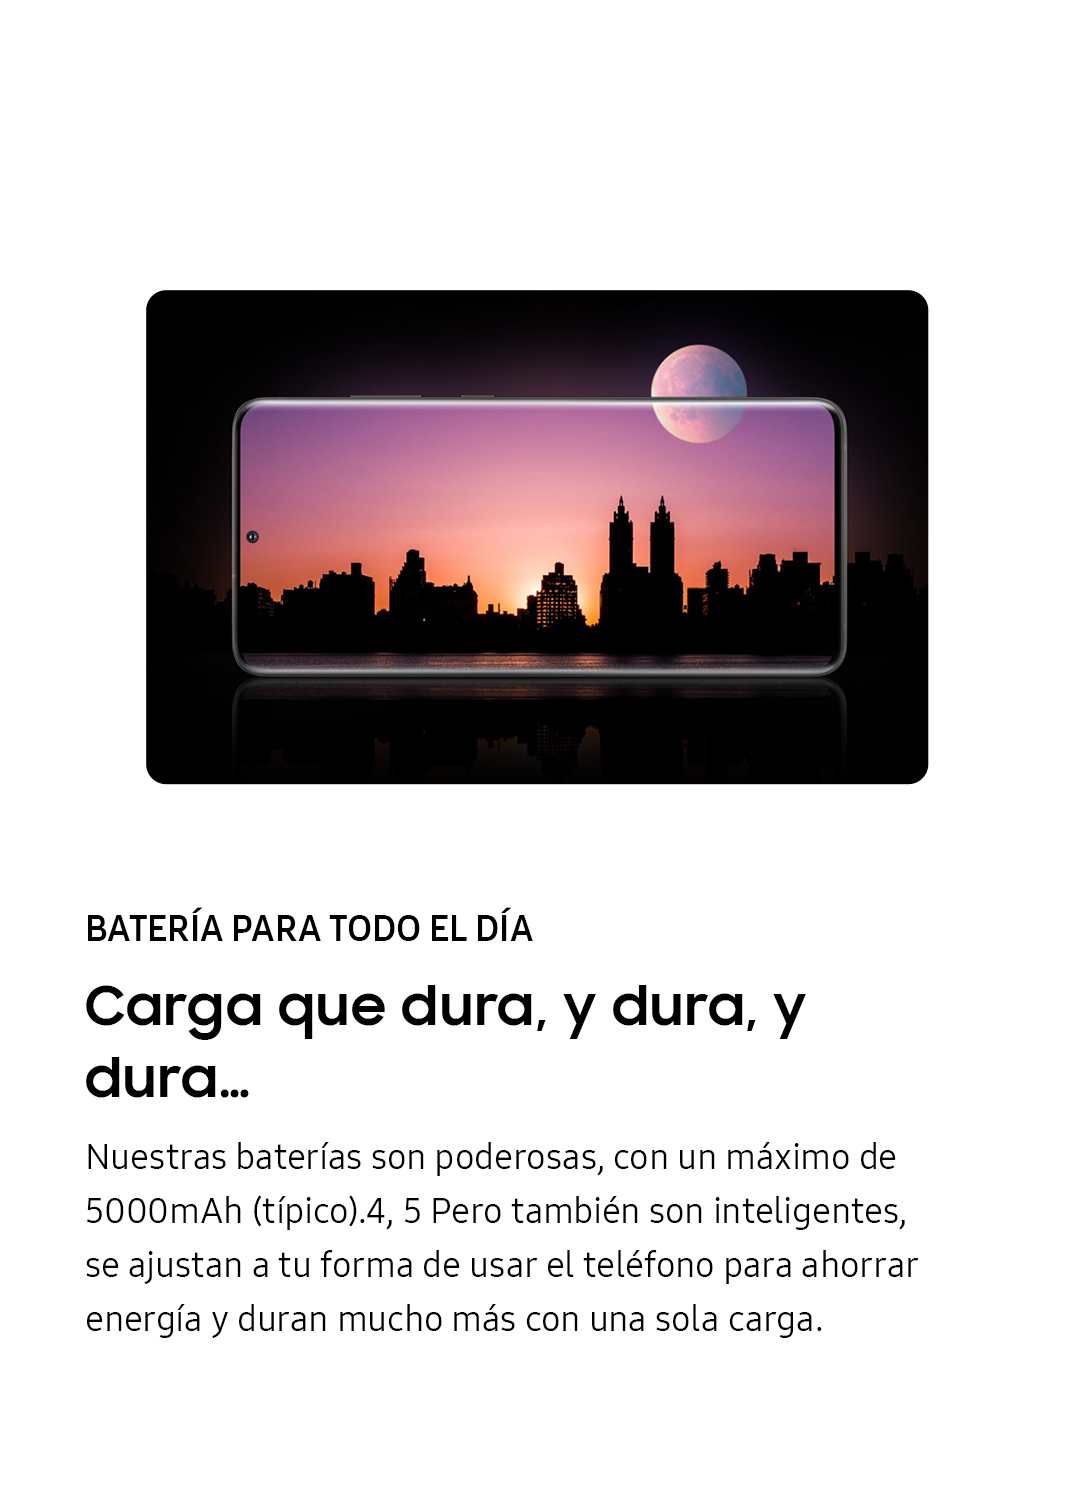 BATERÍA PARA TODO EL DÍA
Carga que dura, y dura, y
dura...
Nuestras baterías son poderosas, con un máximo de
5000mAh (típico).4, 5 Pero también son inteligentes,
se ajustan a tu forma de usar el teléfono para ahorrar
energía y duran mucho más con una sola carga.